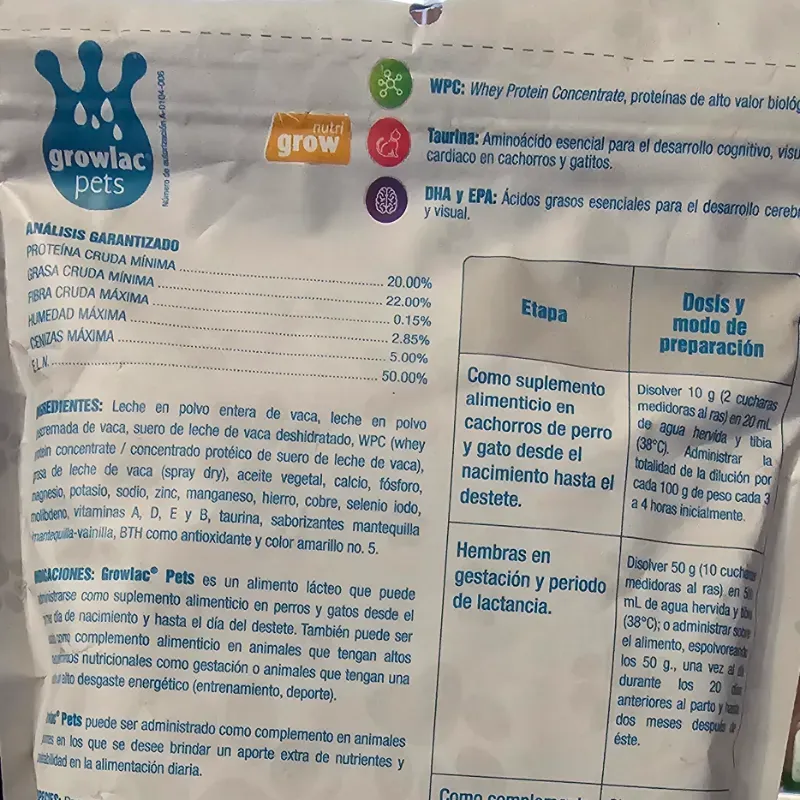 growlac
pets
Número de autorización A-0104-006
nutri
grow
WPC: Whey Protein Concentrate, proteínas de alto valor
Taurina: Aminoácido esencial para el desarrollo cognitivo,
cardiaco en cachorros y gatitos.
DHA y EPA: Ácidos grasos esenciales para el desarrollo
y visual.
ANÁLISIS GARANTIZADO
PROTEÍNA CRUDA MÍNIMA 20.00%
GRASA CRUDA MÍNIMA 22.00%
FIBRA CRUDA MÁXIMA 0.15%
HUMEDAD MÁXIMA 2.85%
CENIZAS MÁXIMA 5.00%
E.L.N. 50.00%
INGREDIENTES: Leche en polvo entera de vaca, leche en polvo
de vaca, suero de leche de vaca deshidratado, WPC (whey
concentrate / concentrado protéico de suero de leche de vaca),
de leche de vaca (spray dry), aceite vegetal, calcio, fósforo,
magnesio, potasio, sodio, zinc, manganeso, hierro, cobre, selenio iodo,
molibdeno, vitaminas A, D, E y B, taurina, saborizantes mantequilla
mantequilla-vainilla, BTH como antioxidante y color amarillo no. 5.
INDICACIONES: Growlac® Pets es un alimento lácteo que puede
como suplemento alimenticio en perros y gatos desde el
día de nacimiento y hasta el día del destete. También puede ser
complemento alimenticio en animales que tengan altos
nutricionales como gestación o animales que tengan una
alto desgaste energético (entrenamiento, deporte).
Pets puede ser administrado como complemento en animales
en los que se desee brindar un aporte extra de nutrientes y
en la alimentación diaria.
Etapa
Dosis y
modo de
preparación
Como suplemento
alimenticio en
cachorros de perro
y gato desde el
nacimiento hasta el
destete.
Disolver 10 g (2 cucharas
medidoras al ras) en 20 mL
de agua hervida y tibia
(38°C). Administrar la
totalidad de la dilución por
cada 100 g de peso cada 3
a 4 horas inicialmente.
Hembras en
gestación y periodo
de lactancia.
Disolver 50 g (10
medidoras al ras) en
mL de agua hervida y tibia
(38°C); o administrar sobre
el alimento, espolvoreando
los 50 g., una vez al día
durante los 20 días
anteriores al parto y hasta
dos meses después de
éste.
Como